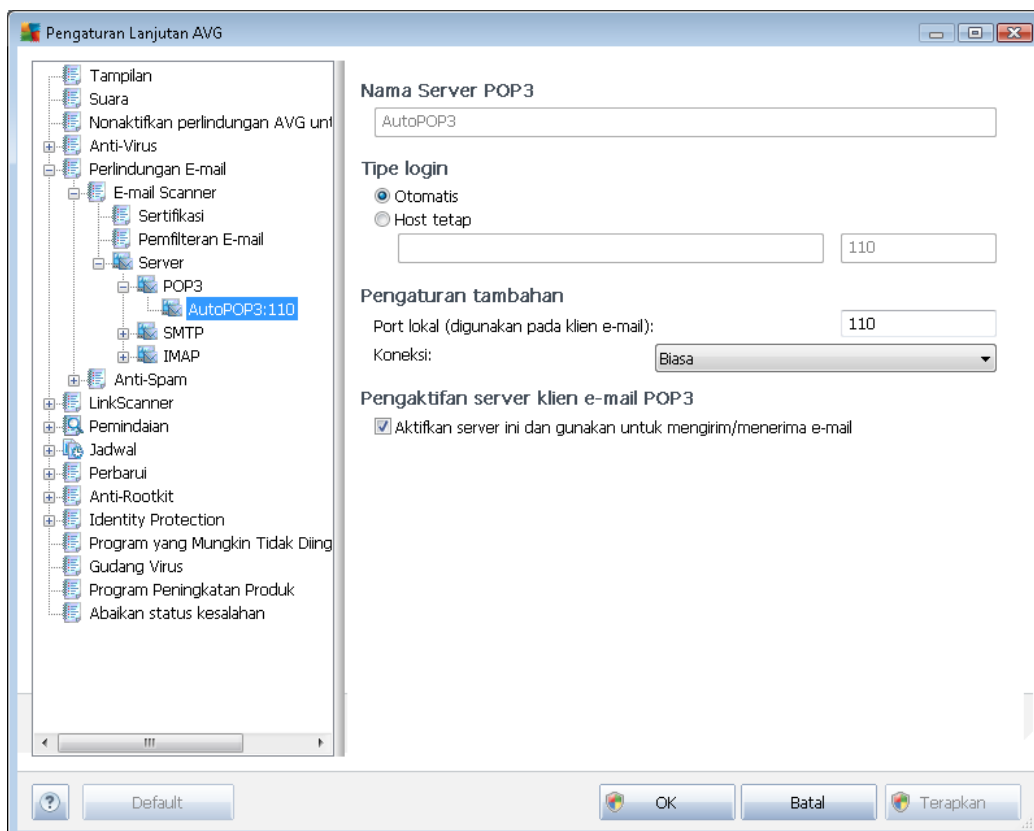 Pengaturan Lanjutan AVG
Tampilan
Suara
Nonaktifkan perlindungan AVG unt
Anti-Virus
Perlindungan E-mail
E-mail Scanner
Sertifikasi
Pemfilteran E-mail
Server
POP3
AutoPOP3:110
SMTP
IMAP
Anti-Spam
LinkScanner
Pemindaian
Jadwal
Perbarui
Anti-Rootkit
Identity Protection
Program yang Mungkin Tidak Diing
Gudang Virus
Program Peningkatan Produk
Abaikan status kesalahan
Nama Server POP3
AutoPOP3
Tipe login
Otomatis
Host tetap
110
Pengaturan tambahan
Port lokal (digunakan pada klien e-mail): 110
Koneksi: Biasa
Pengaktifan server klien e-mail POP3
Aktifkan server ini dan gunakan untuk mengirim/menerima e-mail
? Default OK Batal Terapkan